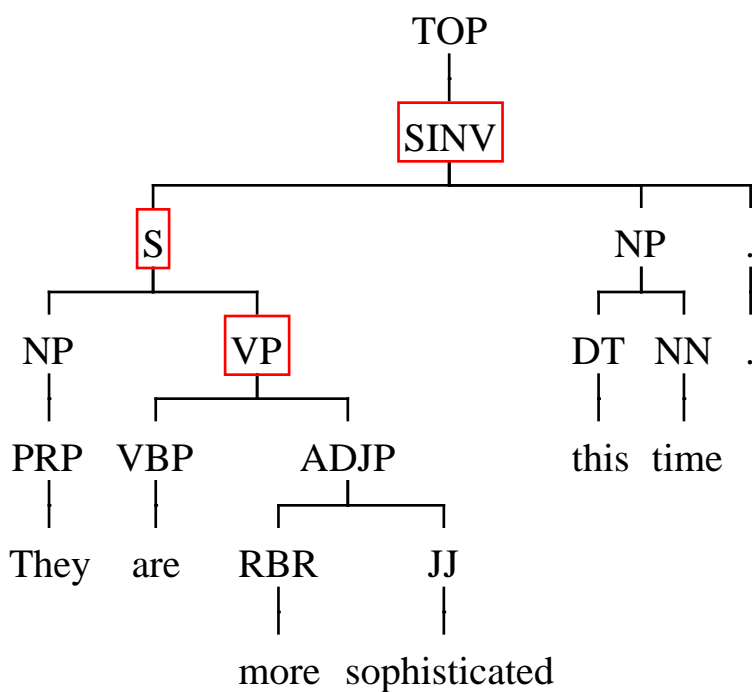 TOP
SINV
S NP .
NP VP DT NN .
PRP VBP ADJP this time
They are RBR JJ
more sophisticated